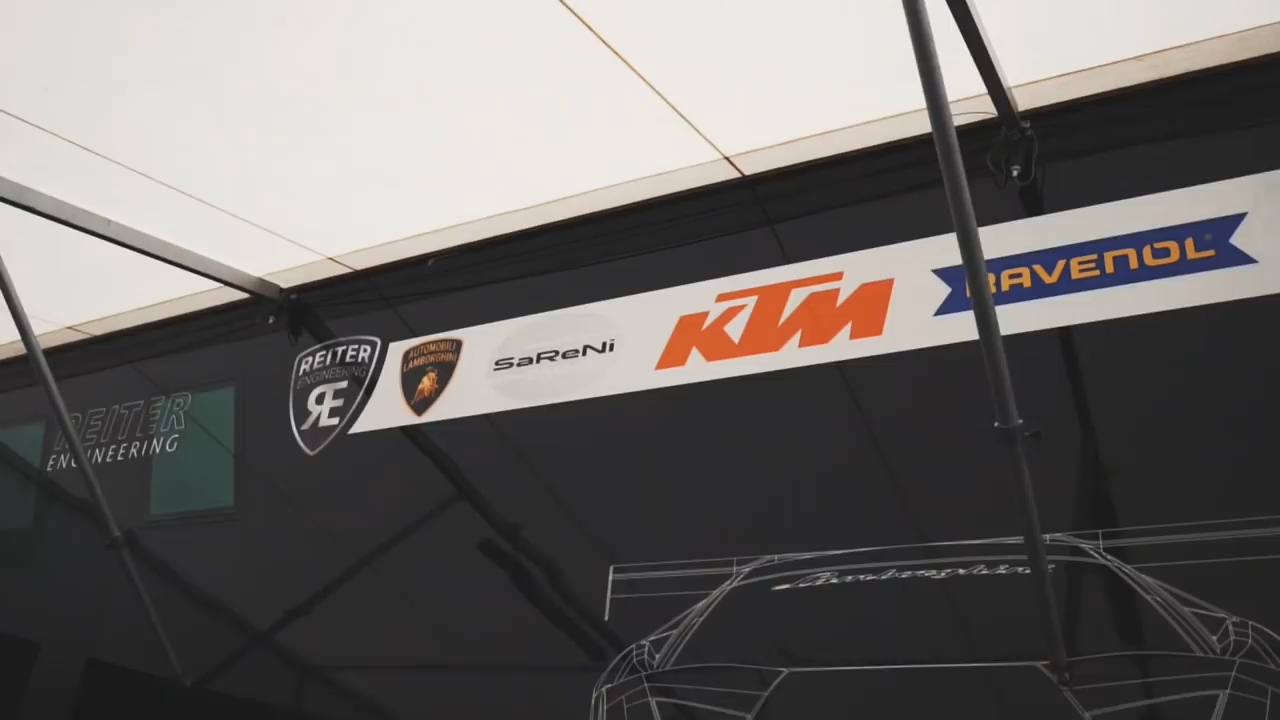 REITER
ENGINEERING
RE
AUTOMOBILI
LAMBORGHINI
SaReNi
KTM
RAVENOL
REITER
ENGINEERING
Lamborghini